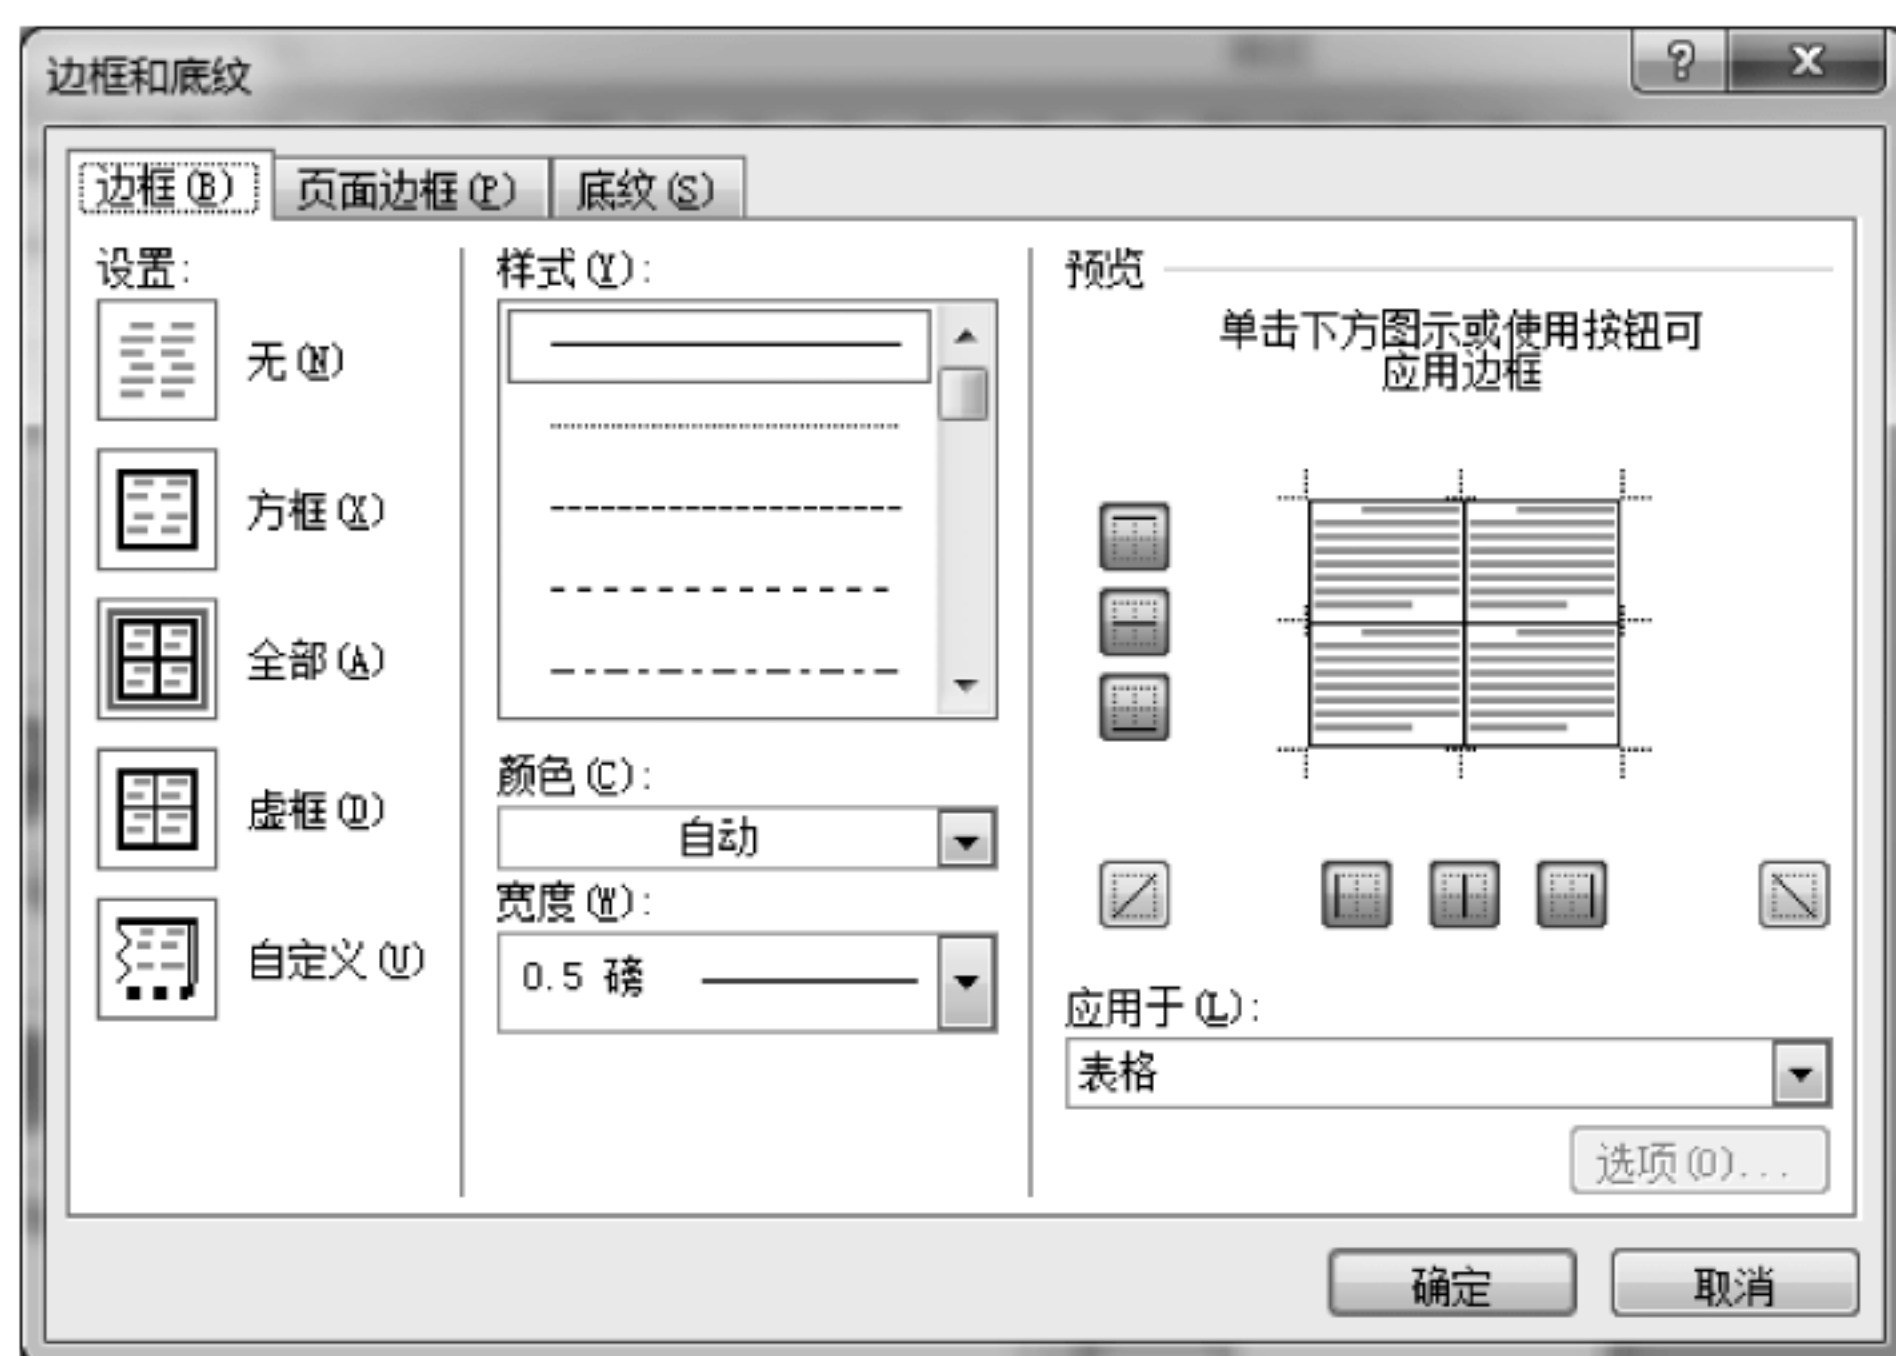 边框和底纹
边框(B) 页面边框(P) 底纹(S)
设置:
无(N)
方框(X)
全部(A)
虚框(D)
自定义(U)
样式(Y):
颜色(C):
自动
宽度(W):
0.5 磅
预览
单击下方图示或使用按钮可
应用边框
应用于(L):
表格
选项(O)...
确定 取消